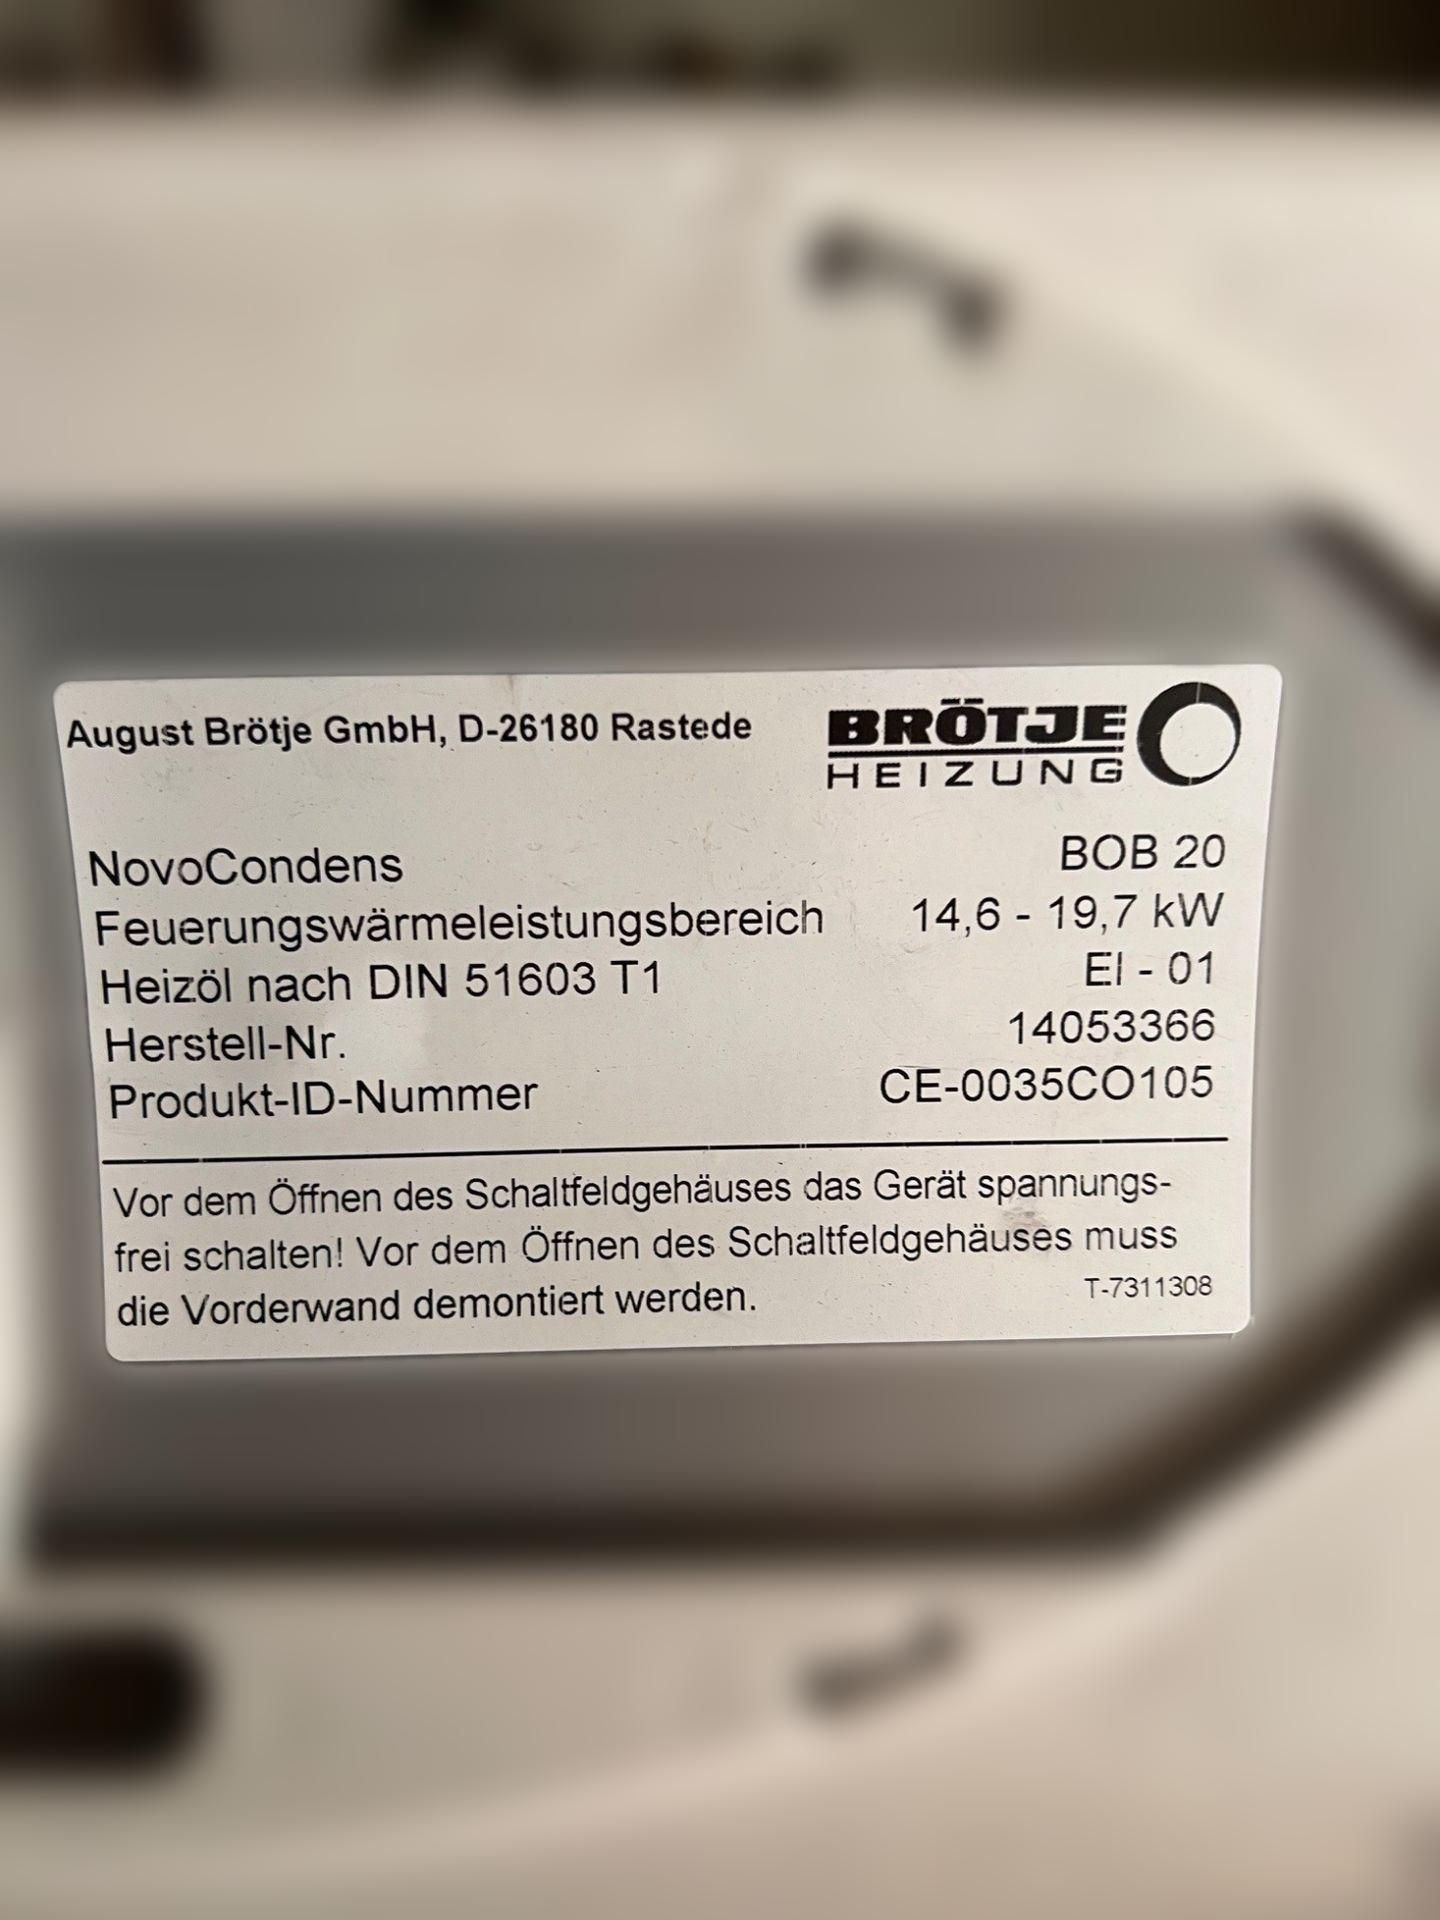 August Brötje GmbH, D-26180 Rastede
BRÖTJE
HEIZUNG
NovoCondens BOB 20
Feuerungswärmeleistungsbereich 14,6 - 19,7 kW
Heizöl nach DIN 51603 T1 El - 01
Herstell-Nr. 14053366
Produkt-ID-Nummer CE-0035CO105
Vor dem Öffnen des Schaltfeldgehäuses das Gerät spannungs-
frei schalten! Vor dem Öffnen des Schaltfeldgehäuses muss
die Vorderwand demontiert werden. T-7311308